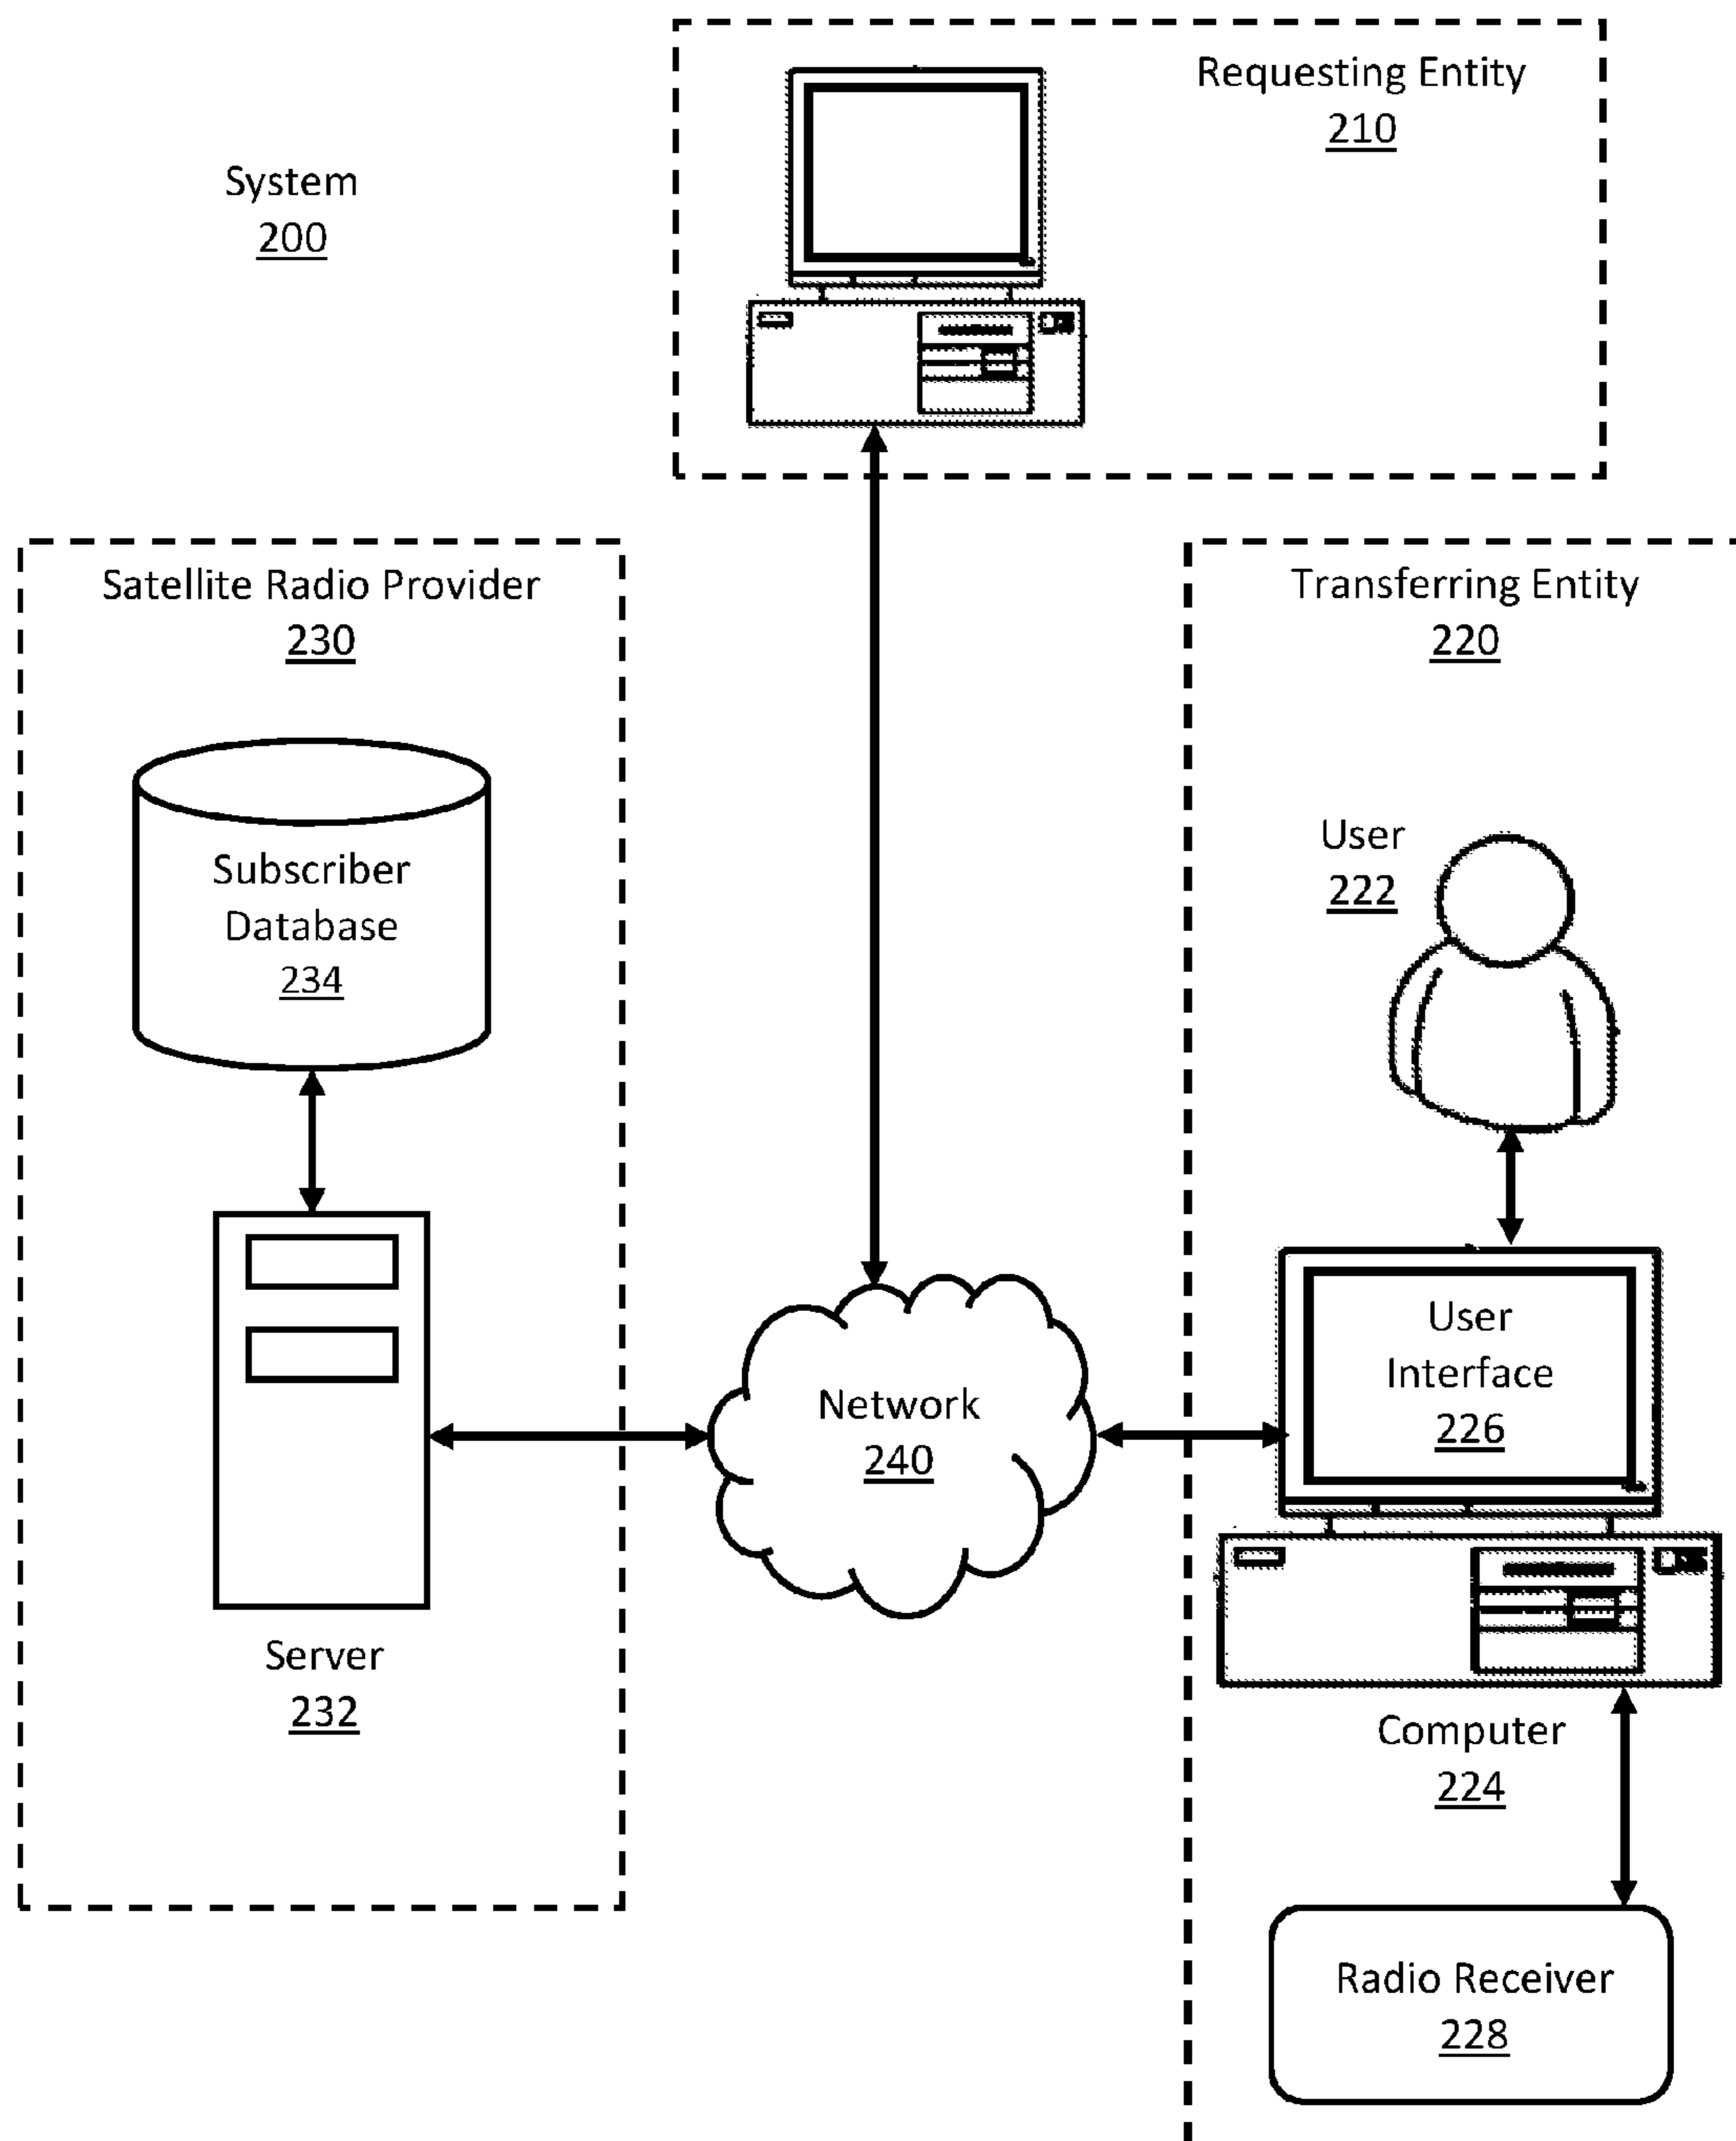 System
200
Requesting Entity
210
Satellite Radio Provider
230
Subscriber
Database
234
Server
232
Network
240
Transferring Entity
220
User
222
User
Interface
226
Computer
224
Radio Receiver
228